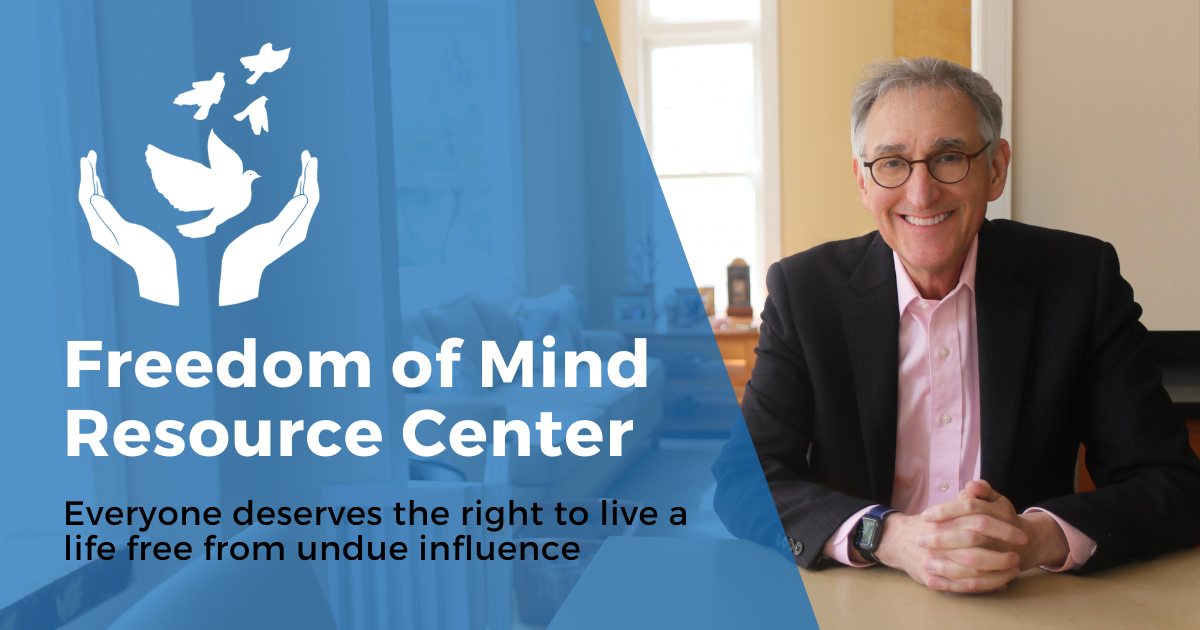 Freedom of Mind
Resource Center
Everyone deserves the right to live a
life free from undue influence